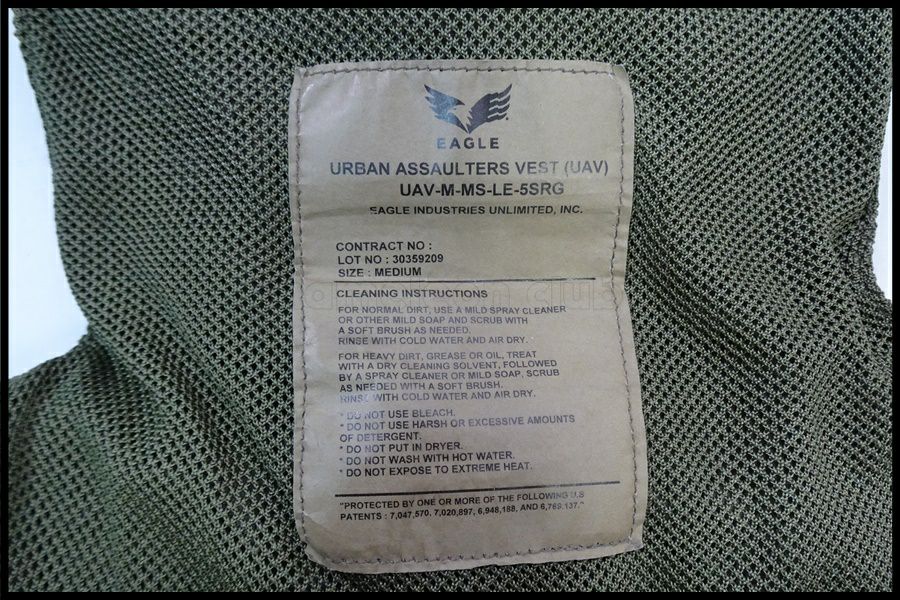 EAGLE
URBAN ASSAULTERS VEST (UAV)
UAV-M-MS-LE-5SRG
EAGLE INDUSTRIES UNLIMITED, INC.
CONTRACT NO :
LOT NO : 30359209
SIZE : MEDIUM
CLEANING INSTRUCTIONS
FOR NORMAL DIRT, USE A MILD SPRAY CLEANER
OR OTHER MILD SOAP AND SCRUB WITH
A SOFT BRUSH AS NEEDED.
RINSE WITH COLD WATER AND AIR DRY.
FOR HEAVY DIRT, GREASE OR OIL, TREAT
WITH A DRY CLEANING SOLVENT, FOLLOWED
BY A SPRAY CLEANER OR MILD SOAP, SCRUB
AS NEEDED WITH A SOFT BRUSH.
RINSE WITH COLD WATER AND AIR DRY.
* DO NOT USE BLEACH.
* DO NOT USE HARSH OR EXCESSIVE AMOUNTS
OF DETERGENT.
* DO NOT PUT IN DRYER.
* DO NOT WASH WITH HOT WATER.
* DO NOT EXPOSE TO EXTREME HEAT.
"PROTECTED BY ONE OR MORE OF THE FOLLOWING U.S
PATENTS : 7,047,570, 7,020,897, 6,948,188, AND 6,769,137."